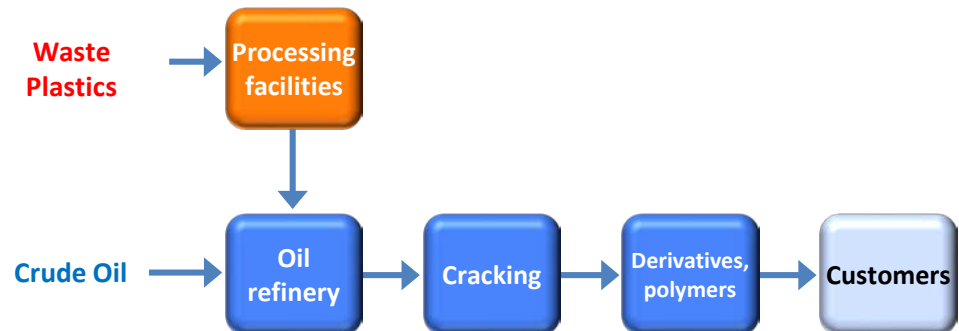 Waste
Plastics
Processing
facilities
Crude Oil
Oil
refinery
Cracking
Derivatives,
polymers
Customers